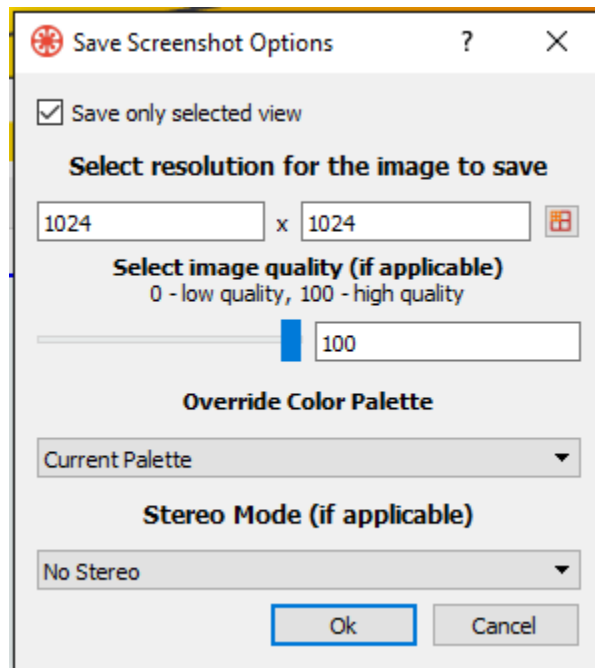 Save Screenshot Options ?
Save only selected view
Select resolution for the image to save
1024 x 1024
Select image quality (if applicable)
0 - low quality, 100 - high quality
100
Override Color Palette
Current Palette
Stereo Mode (if applicable)
No Stereo
Ok Cancel